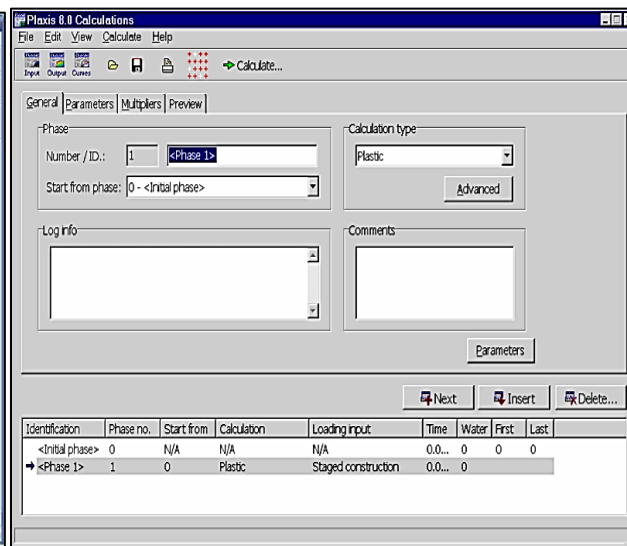 Plaxis 8.0 Calculations
File Edit View Calculate Help
Input Output Curves Calculate...
General Parameters Multipliers Preview
Phase
Number / ID.: 1 <Phase 1>
Start from phase: 0 - <Initial phase>
Calculation type
Plastic
Advanced
Log info
Comments
Parameters
Next Insert Delete...
Identification Phase no. Start from Calculation Loading input Time Water First Last
<Initial phase> 0 N/A N/A N/A 0.0... 0 0 0
<Phase 1> 1 0 Plastic Staged construction 0.0... 0